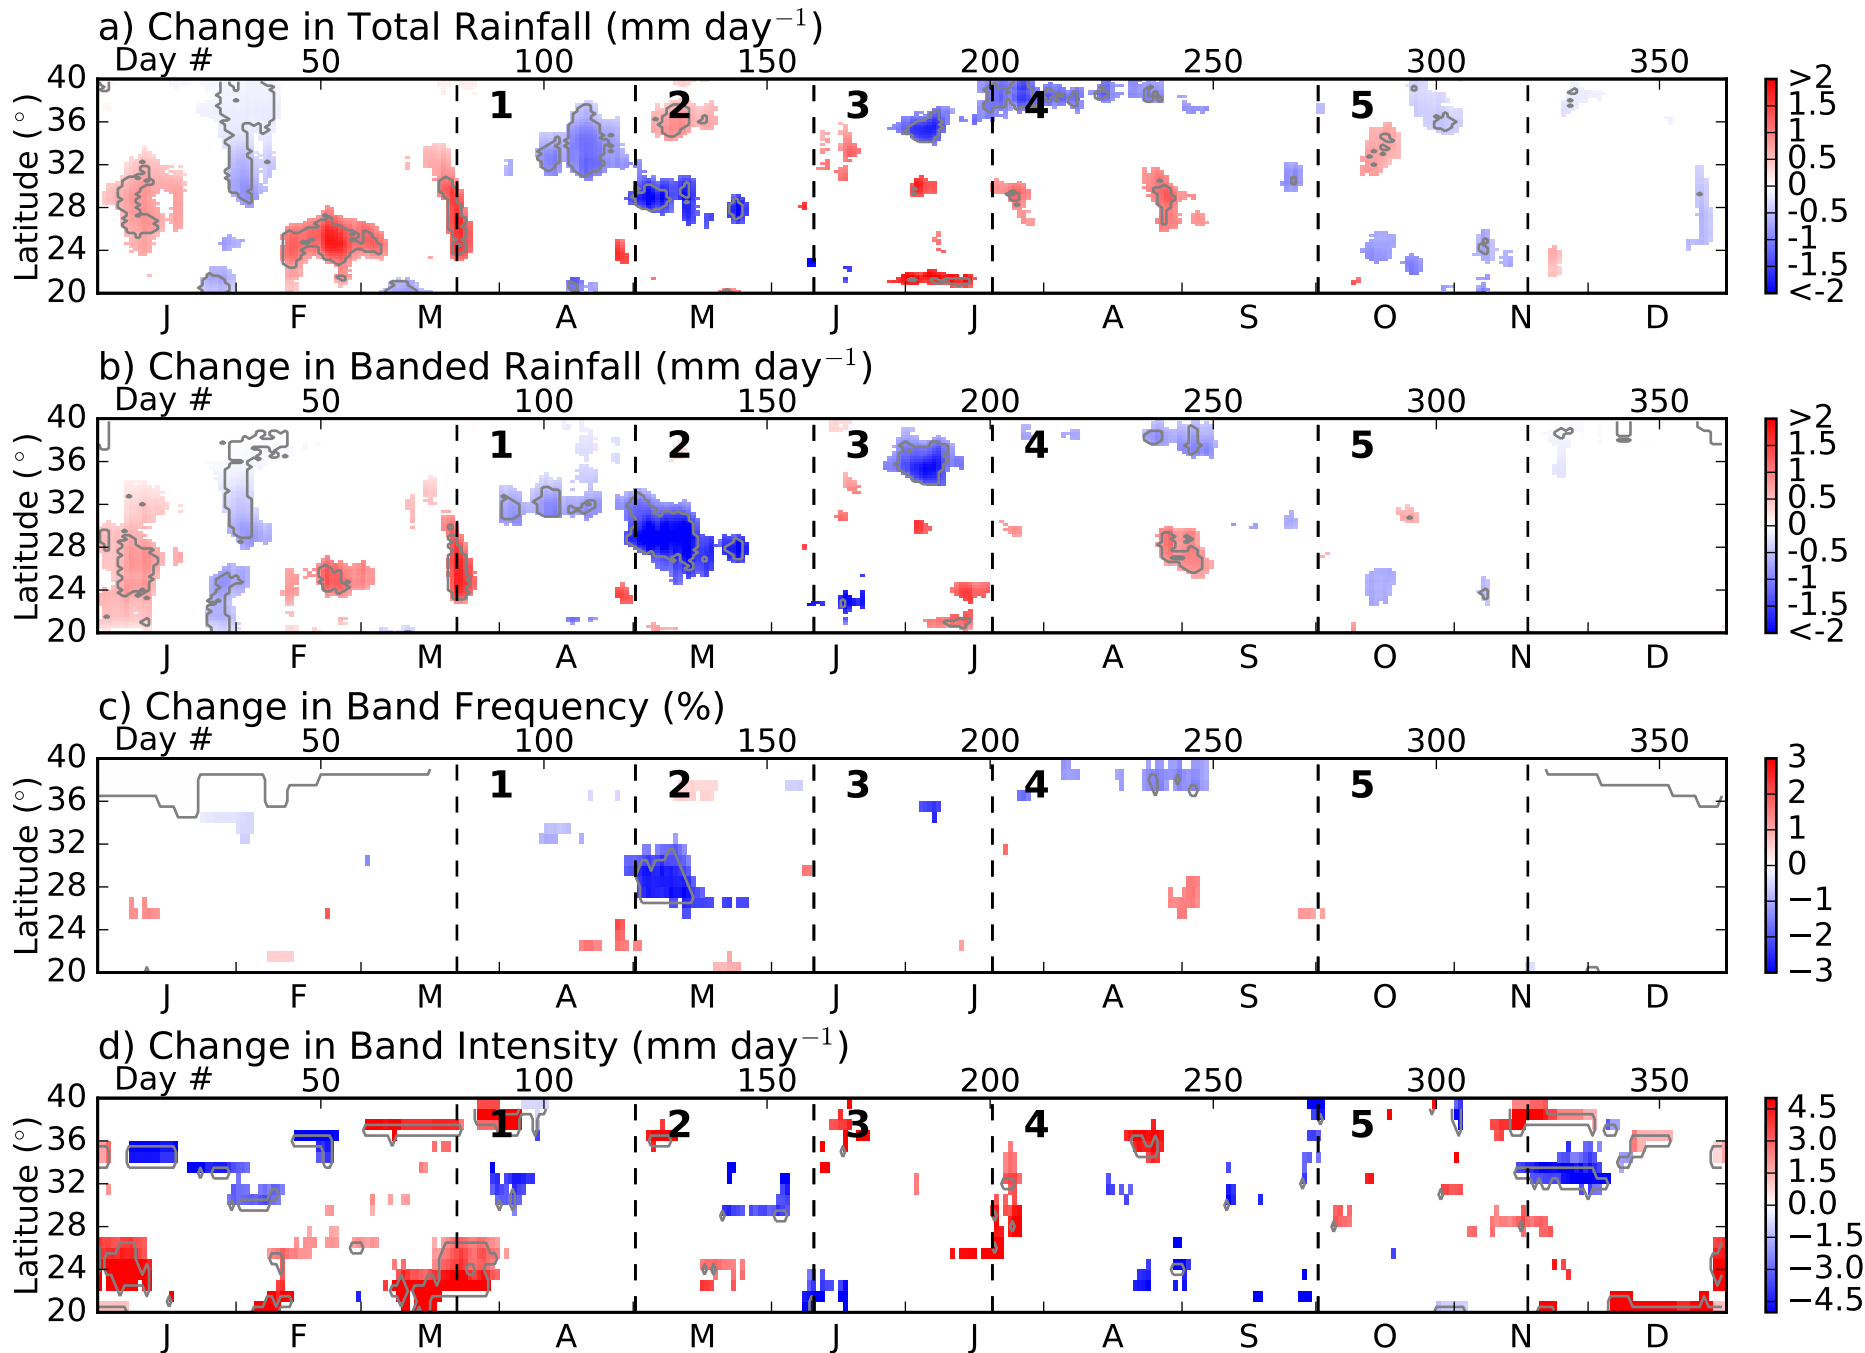 a) Change in Total Rainfall (mm day⁻¹)
Day # 50 100 150 200 250 300 350
40 36 32 28 24 20
Latitude (°)
1 2 3 4 5
>2 1.5 1 0.5 0 -0.5 -1 -1.5 <-2
J F M A M J J A S O N D
b) Change in Banded Rainfall (mm day⁻¹)
Day # 50 100 150 200 250 300 350
40 36 32 28 24 20
Latitude (°)
1 2 3 4 5
>2 1.5 1 0.5 0 -0.5 -1 -1.5 <-2
J F M A M J J A S O N D
c) Change in Band Frequency (%)
Day # 50 100 150 200 250 300 350
40 36 32 28 24 20
Latitude (°)
1 2 3 4 5
3 2 1 0 −1 −2 −3
J F M A M J J A S O N D
d) Change in Band Intensity (mm day⁻¹)
Day # 50 100 150 200 250 300 350
40 36 32 28 24 20
Latitude (°)
1 2 3 4 5
4.5 3.0 1.5 0.0 −1.5 −3.0 −4.5
J F M A M J J A S O N D